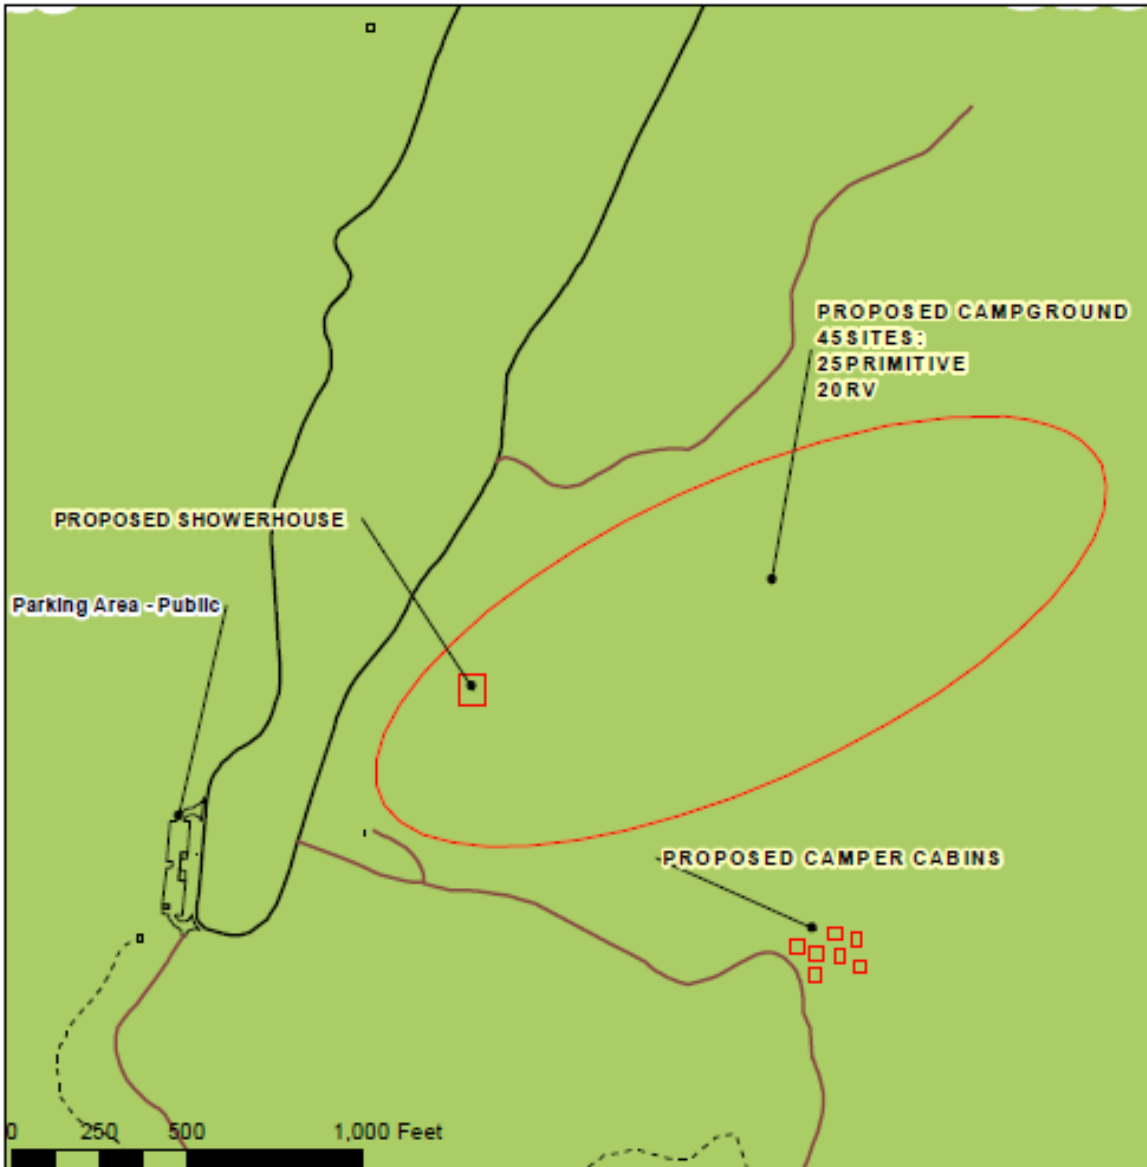 PROPOSED CAMPGROUND
45SITES:
25PRIMITIVE
20RV
PROPOSED SHOWERHOUSE
Parking Area - Public
PROPOSED CAMPER CABINS
0 250 500 1,000 Feet